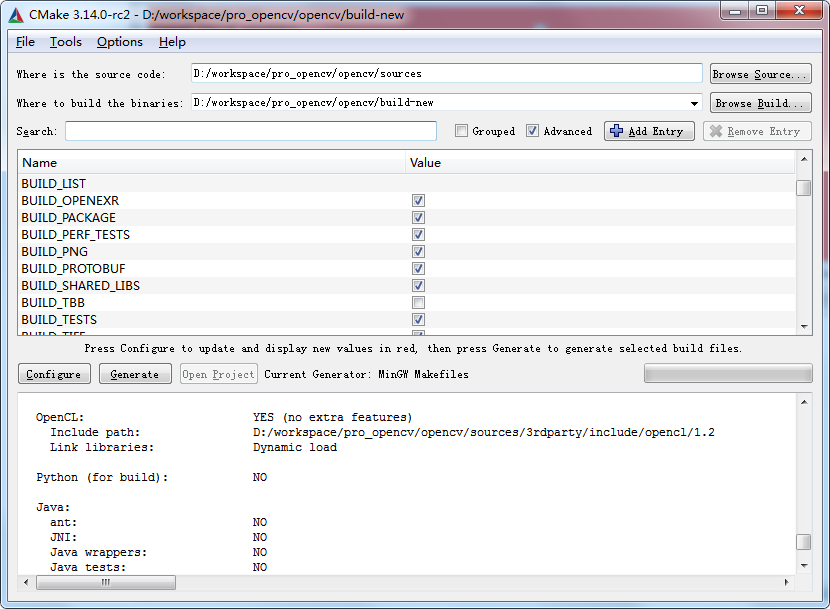 CMake 3.14.0-rc2 - D:/workspace/pro_opencv/opencv/build-new
File Tools Options Help
Where is the source code: D:/workspace/pro_opencv/opencv/sources Browse Source...
Where to build the binaries: D:/workspace/pro_opencv/opencv/build-new Browse Build...
Search: Grouped Advanced Add Entry Remove Entry
Name Value
BUILD_LIST
BUILD_OPENEXR
BUILD_PACKAGE
BUILD_PERF_TESTS
BUILD_PNG
BUILD_PROTOBUF
BUILD_SHARED_LIBS
BUILD_TBB
BUILD_TESTS
BUILD_TIFF
Press Configure to update and display new values in red, then press Generate to generate selected build files.
Configure Generate Open Project Current Generator: MinGW Makefiles
OpenCL: YES (no extra features)
Include path: D:/workspace/pro_opencv/opencv/sources/3rdparty/include/opencl/1.2
Link libraries: Dynamic load
Python (for build): NO
Java:
ant: NO
JNI: NO
Java wrappers: NO
Java tests: NO